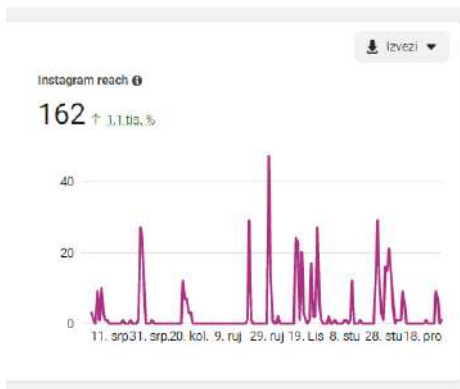 Izvezi
Instagram reach
162 ↑ 1,1 tis. %
40
20
0
11. srp. 31. srp. 20. kol. 9. ruj 29. ruj 19. Lis 8. stu 28. stu 18. pro